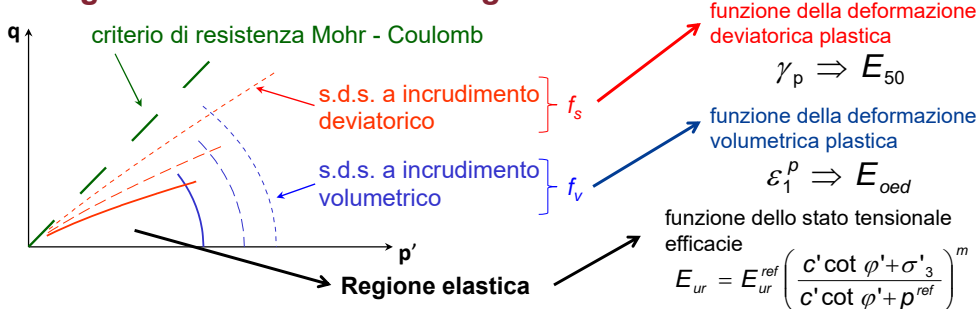 q
criterio di resistenza Mohr - Coulomb
s.d.s. a incrudimento
deviatorico
f_s
s.d.s. a incrudimento
volumetrico
f_v
p'
Regione elastica
funzione della deformazione
deviatorica plastica
γ_p ⇒ E_50
funzione della deformazione
volumetrica plastica
ε_1^p ⇒ E_oed
funzione dello stato tensionale
efficacie
E_ur = E_ur^ref ( (c' cot φ' + σ'_3) / (c' cot φ' + p^ref) )^m